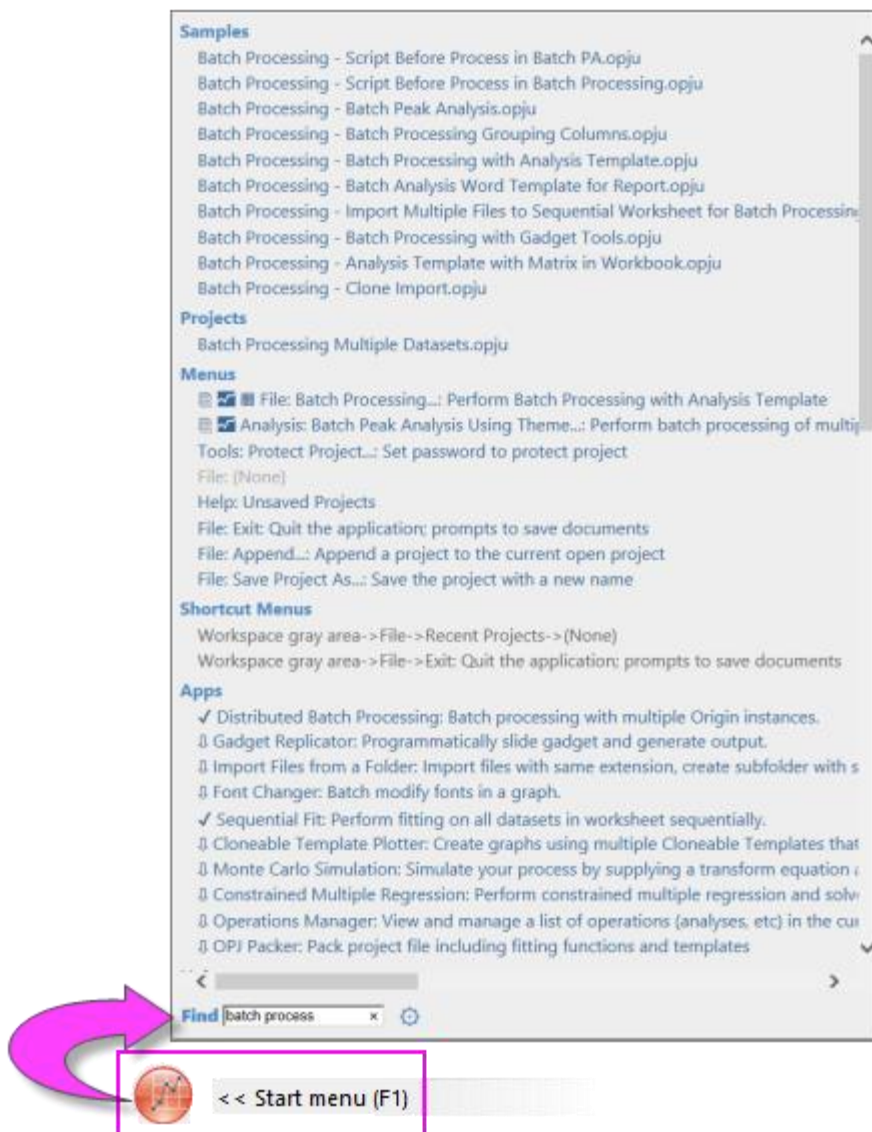 Samples
Batch Processing - Script Before Process in Batch PA.opju
Batch Processing - Script Before Process in Batch Processing.opju
Batch Processing - Batch Peak Analysis.opju
Batch Processing - Batch Processing Grouping Columns.opju
Batch Processing - Batch Processing with Analysis Template.opju
Batch Processing - Batch Analysis Word Template for Report.opju
Batch Processing - Import Multiple Files to Sequential Worksheet for Batch Processin
Batch Processing - Batch Processing with Gadget Tools.opju
Batch Processing - Analysis Template with Matrix in Workbook.opju
Batch Processing - Clone Import.opju
Projects
Batch Processing Multiple Datasets.opju
Menus
File: Batch Processing...: Perform Batch Processing with Analysis Template
Analysis: Batch Peak Analysis Using Theme...: Perform batch processing of multip
Tools: Protect Project...: Set password to protect project
File: (None)
Help: Unsaved Projects
File: Exit: Quit the application; prompts to save documents
File: Append...: Append a project to the current open project
File: Save Project As...: Save the project with a new name
Shortcut Menus
Workspace gray area->File->Recent Projects->(None)
Workspace gray area->File->Exit: Quit the application; prompts to save documents
Apps
✓ Distributed Batch Processing: Batch processing with multiple Origin instances.
⇩ Gadget Replicator: Programmatically slide gadget and generate output.
⇩ Import Files from a Folder: Import files with same extension, create subfolder with s
⇩ Font Changer: Batch modify fonts in a graph.
✓ Sequential Fit: Perform fitting on all datasets in worksheet sequentially.
⇩ Cloneable Template Plotter: Create graphs using multiple Cloneable Templates that
⇩ Monte Carlo Simulation: Simulate your process by supplying a transform equation
⇩ Constrained Multiple Regression: Perform constrained multiple regression and solv
⇩ Operations Manager: View and manage a list of operations (analyses, etc) in the cu
⇩ OPJ Packer: Pack project file including fitting functions and templates
Find batch process ×
<< Start menu (F1)